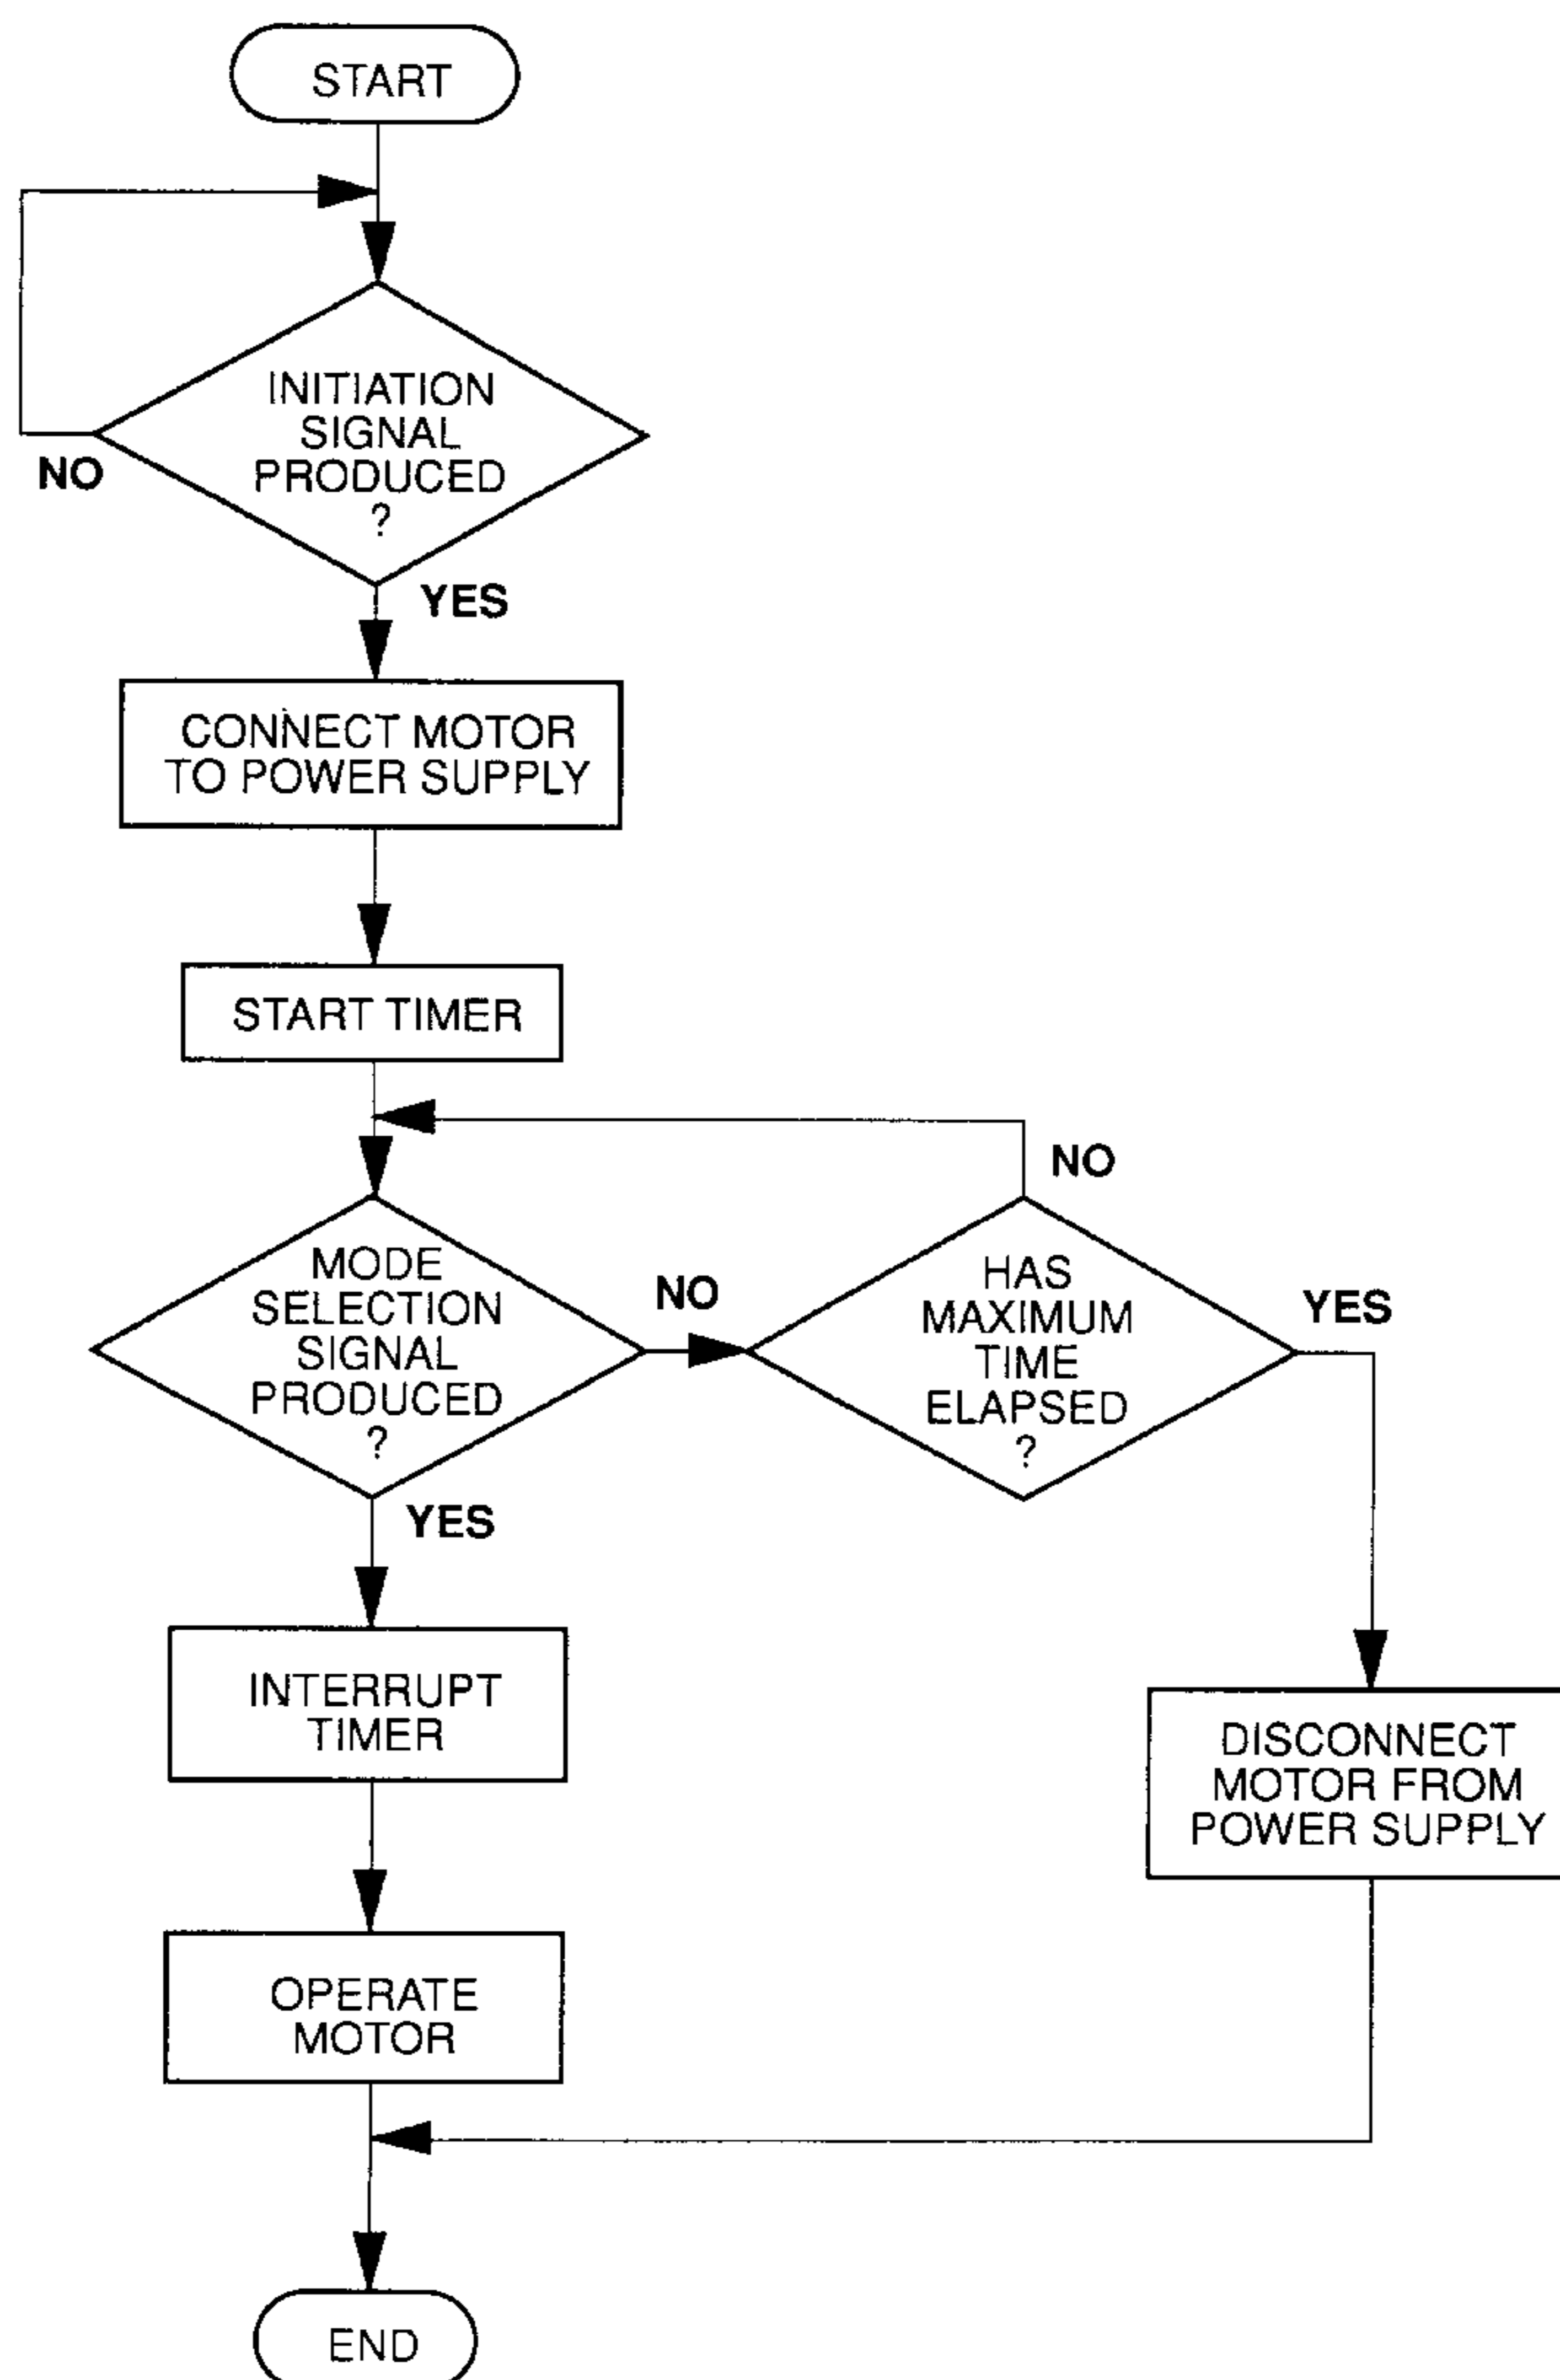 START
INITIATION
SIGNAL
PRODUCED
?
NO
YES
CONNECT MOTOR
TO POWER SUPPLY
START TIMER
MODE
SELECTION
SIGNAL
PRODUCED
?
NO
HAS
MAXIMUM
TIME
ELAPSED
?
NO
YES
YES
INTERRUPT
TIMER
DISCONNECT
MOTOR FROM
POWER SUPPLY
OPERATE
MOTOR
END